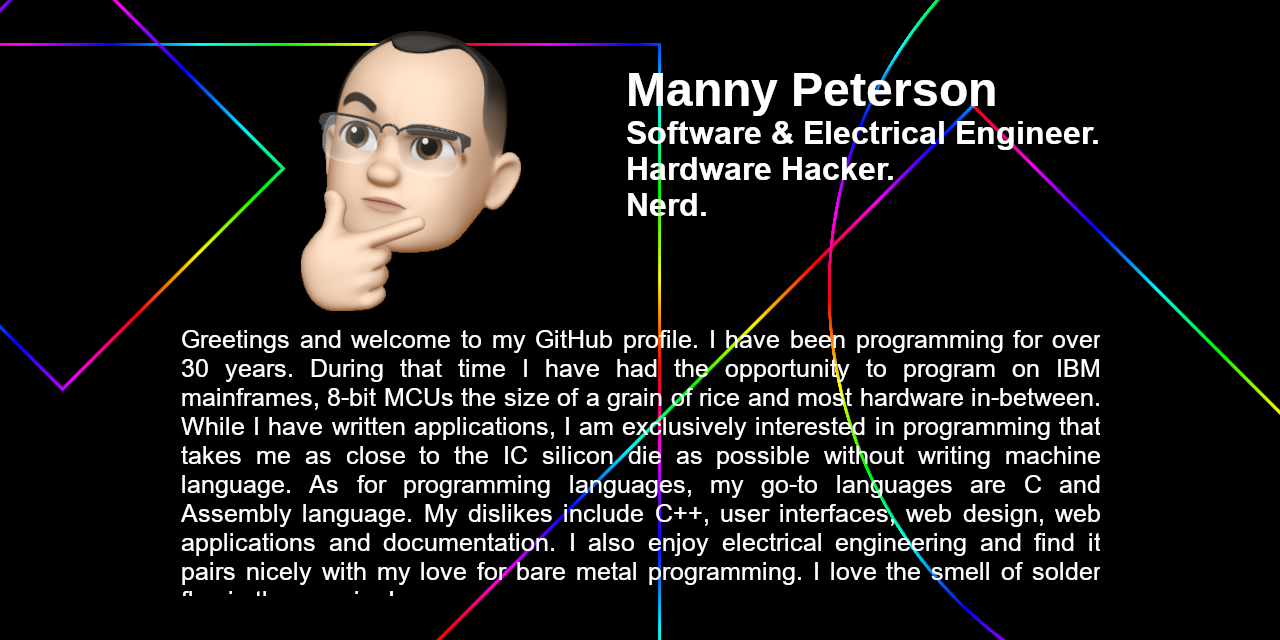 Manny Peterson
Software & Electrical Engineer.
Hardware Hacker.
Nerd.
Greetings and welcome to my GitHub profile. I have been programming for over
30 years. During that time I have had the opportunity to program on IBM
mainframes, 8-bit MCUs the size of a grain of rice and most hardware in-between.
While I have written applications, I am exclusively interested in programming that
takes me as close to the IC silicon die as possible without writing machine
language. As for programming languages, my go-to languages are C and
Assembly language. My dislikes include C++, user interfaces, web design, web
applications and documentation. I also enjoy electrical engineering and find it
pairs nicely with my love for bare metal programming. I love the smell of solder